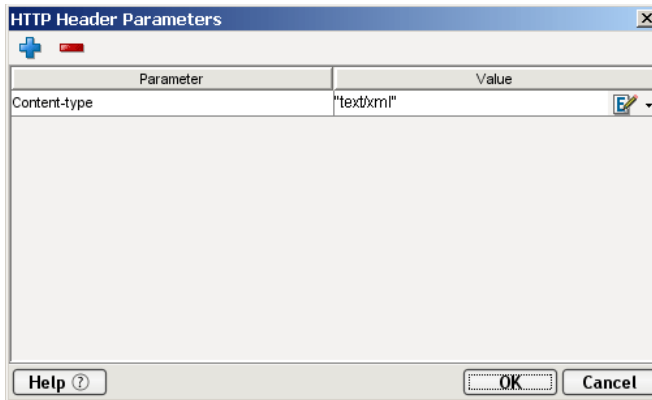 HTTP Header Parameters
Parameter Value
Content-type "text/xml"
Help ? OK Cancel